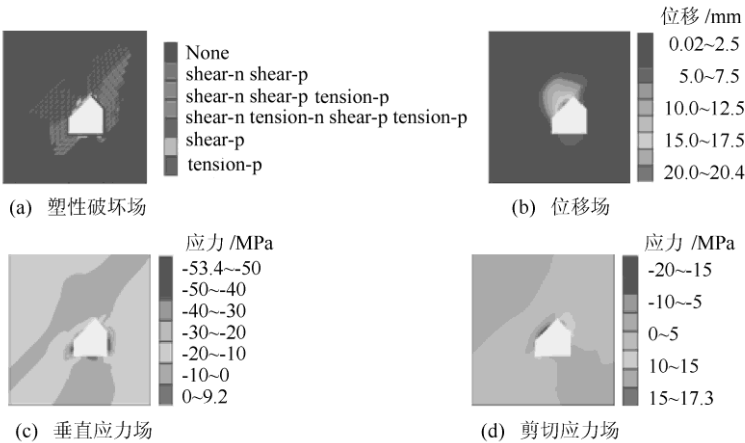 None
shear-n shear-p
shear-n shear-p tension-p
shear-n tension-n shear-p tension-p
shear-p
tension-p
(a) 塑性破坏场
位移 /mm
0.02~2.5
5.0~7.5
10.0~12.5
15.0~17.5
20.0~20.4
(b) 位移场
应力 /MPa
-53.4~-50
-50~-40
-40~-30
-30~-20
-20~-10
-10~0
0~9.2
(c) 垂直应力场
应力 /MPa
-20~-15
-10~-5
0~5
10~15
15~17.3
(d) 剪切应力场